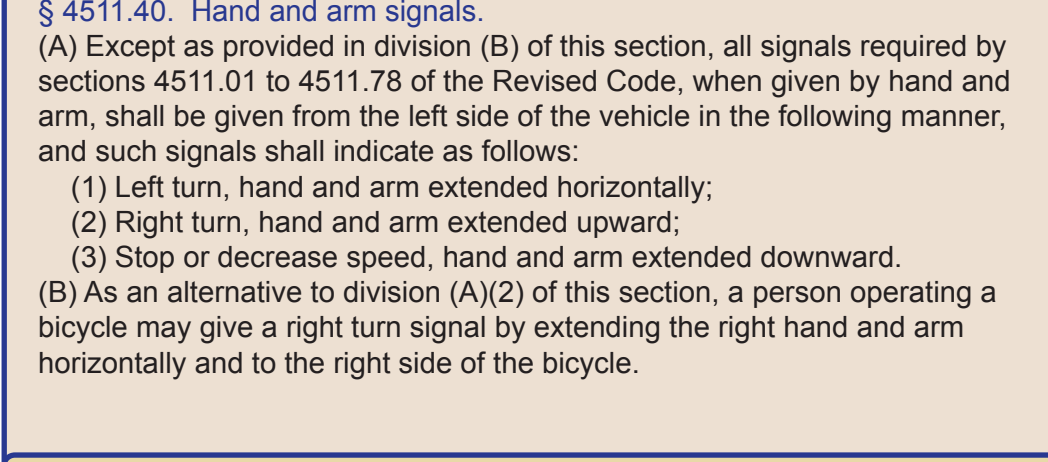 § 4511.40.  Hand and arm signals.
(A) Except as provided in division (B) of this section, all signals required by
sections 4511.01 to 4511.78 of the Revised Code, when given by hand and
arm, shall be given from the left side of the vehicle in the following manner,
and such signals shall indicate as follows:
(1) Left turn, hand and arm extended horizontally;
(2) Right turn, hand and arm extended upward;
(3) Stop or decrease speed, hand and arm extended downward.
(B) As an alternative to division (A)(2) of this section, a person operating a
bicycle may give a right turn signal by extending the right hand and arm
horizontally and to the right side of the bicycle.